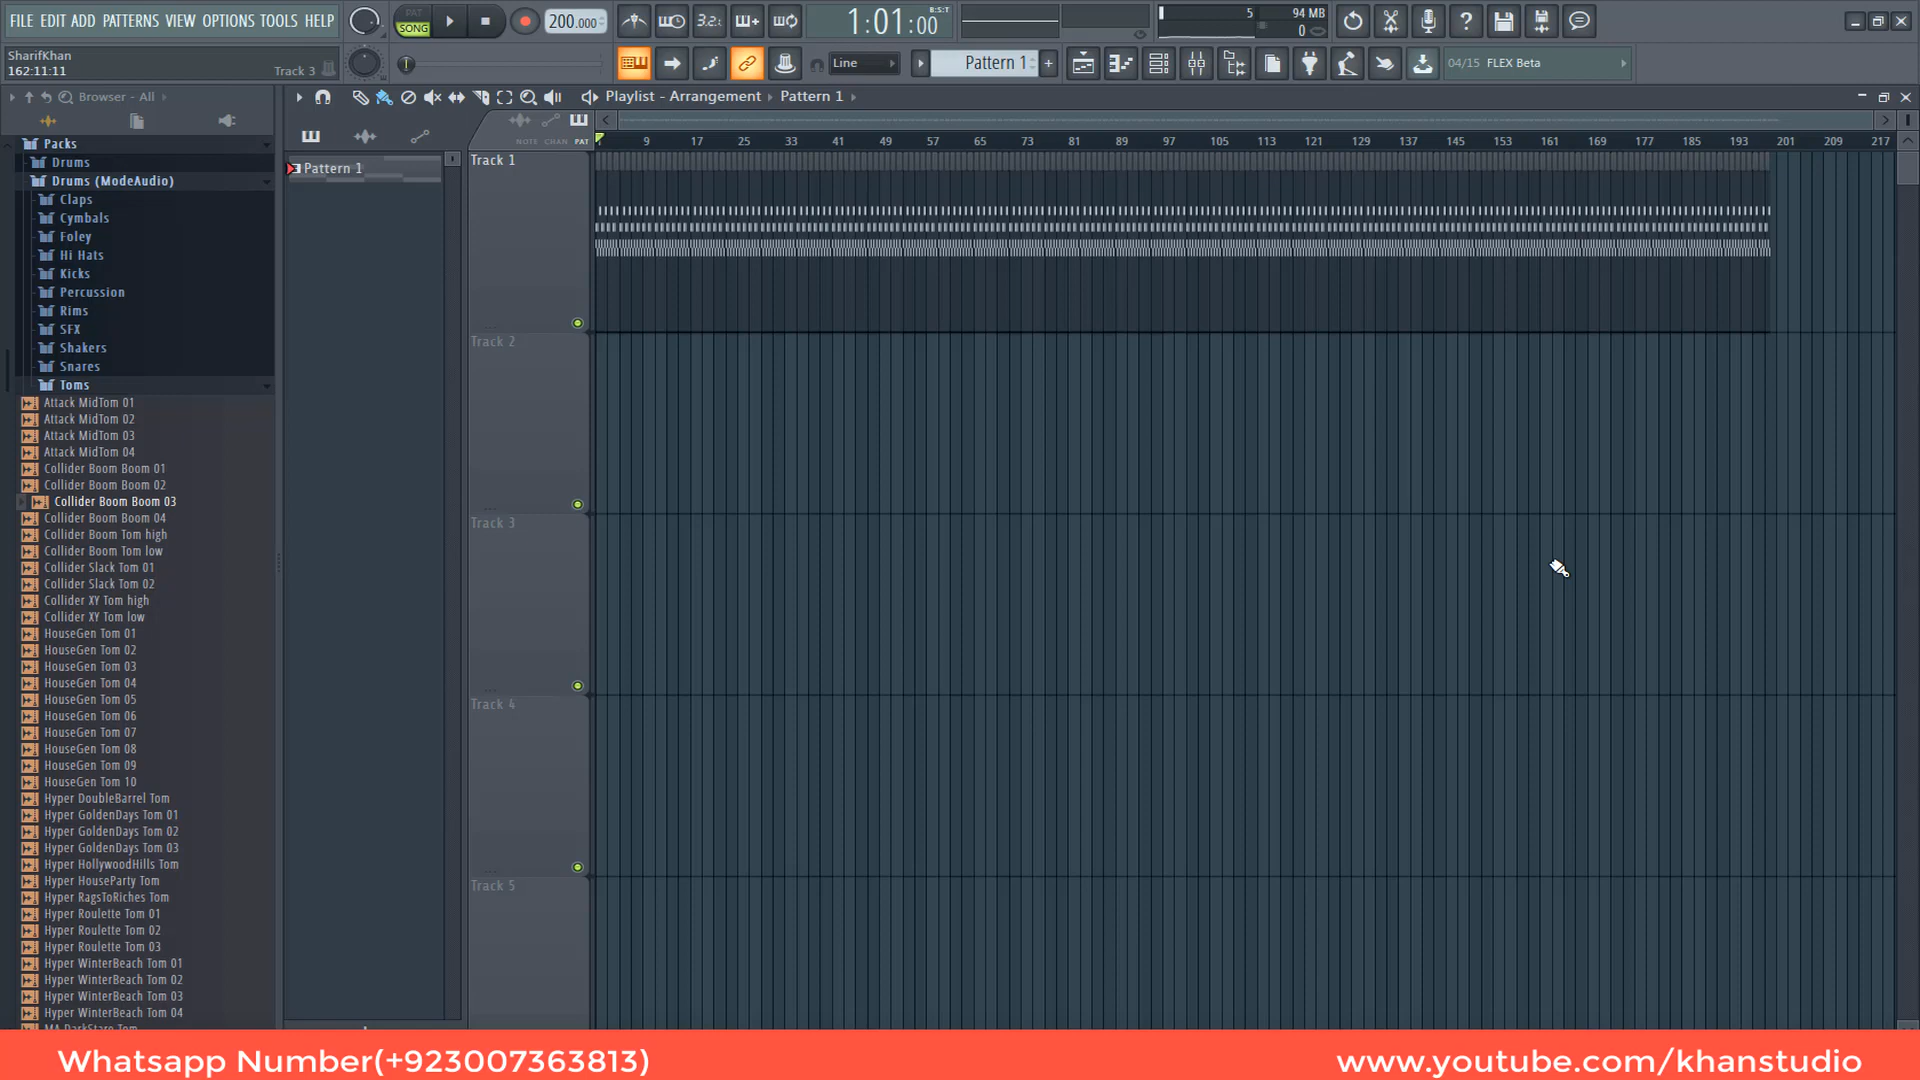 FILE EDIT ADD PATTERNS VIEW OPTIONS TOOLS HELP
PAT
SONG
200.000
3.2.
1:01:00
B:S:T
5
94 MB
0
SharifKhan
162:11:11
Track 3
Line
Pattern 1
04/15 FLEX Beta
Browser - All
Playlist - Arrangement
Pattern 1
NOTE CHAN PAT
1 9 17 25 33 41 49 57 65 73 81 89 97 105 113 121 129 137 145 153 161 169 177 185 193 201 209 217
Packs
Drums
Drums (ModeAudio)
Claps
Cymbals
Foley
Hi Hats
Kicks
Percussion
Rims
SFX
Shakers
Snares
Toms
Attack MidTom 01
Attack MidTom 02
Attack MidTom 03
Attack MidTom 04
Collider Boom Boom 01
Collider Boom Boom 02
Collider Boom Boom 03
Collider Boom Boom 04
Collider Boom Tom high
Collider Boom Tom low
Collider Slack Tom 01
Collider Slack Tom 02
Collider XY Tom high
Collider XY Tom low
HouseGen Tom 01
HouseGen Tom 02
HouseGen Tom 03
HouseGen Tom 04
HouseGen Tom 05
HouseGen Tom 06
HouseGen Tom 07
HouseGen Tom 08
HouseGen Tom 09
HouseGen Tom 10
Hyper DoubleBarrel Tom
Hyper GoldenDays Tom 01
Hyper GoldenDays Tom 02
Hyper GoldenDays Tom 03
Hyper HollywoodHills Tom
Hyper HouseParty Tom
Hyper RagsToRiches Tom
Hyper Roulette Tom 01
Hyper Roulette Tom 02
Hyper Roulette Tom 03
Hyper WinterBeach Tom 01
Hyper WinterBeach Tom 02
Hyper WinterBeach Tom 03
Hyper WinterBeach Tom 04
Pattern 1
Track 1
Track 2
Track 3
Track 4
Track 5
Whatsapp Number(+923007363813)
www.youtube.com/khanstudio